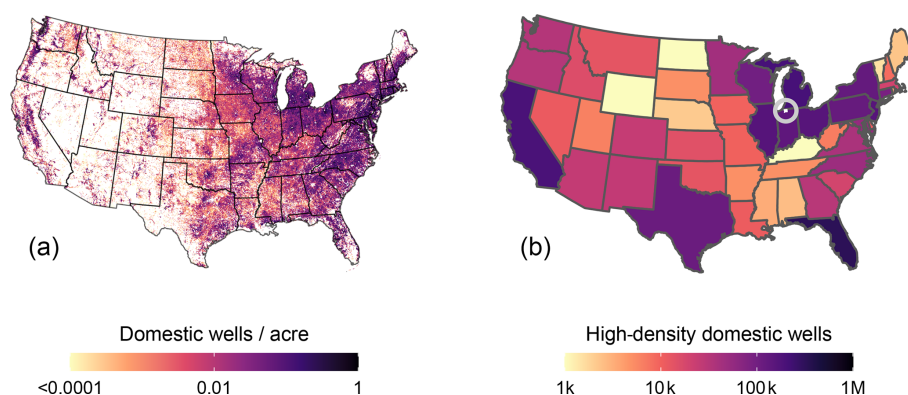 (a)
(b)
Domestic wells / acre
<0.0001 0.01 1
High-density domestic wells
1k 10k 100k 1M